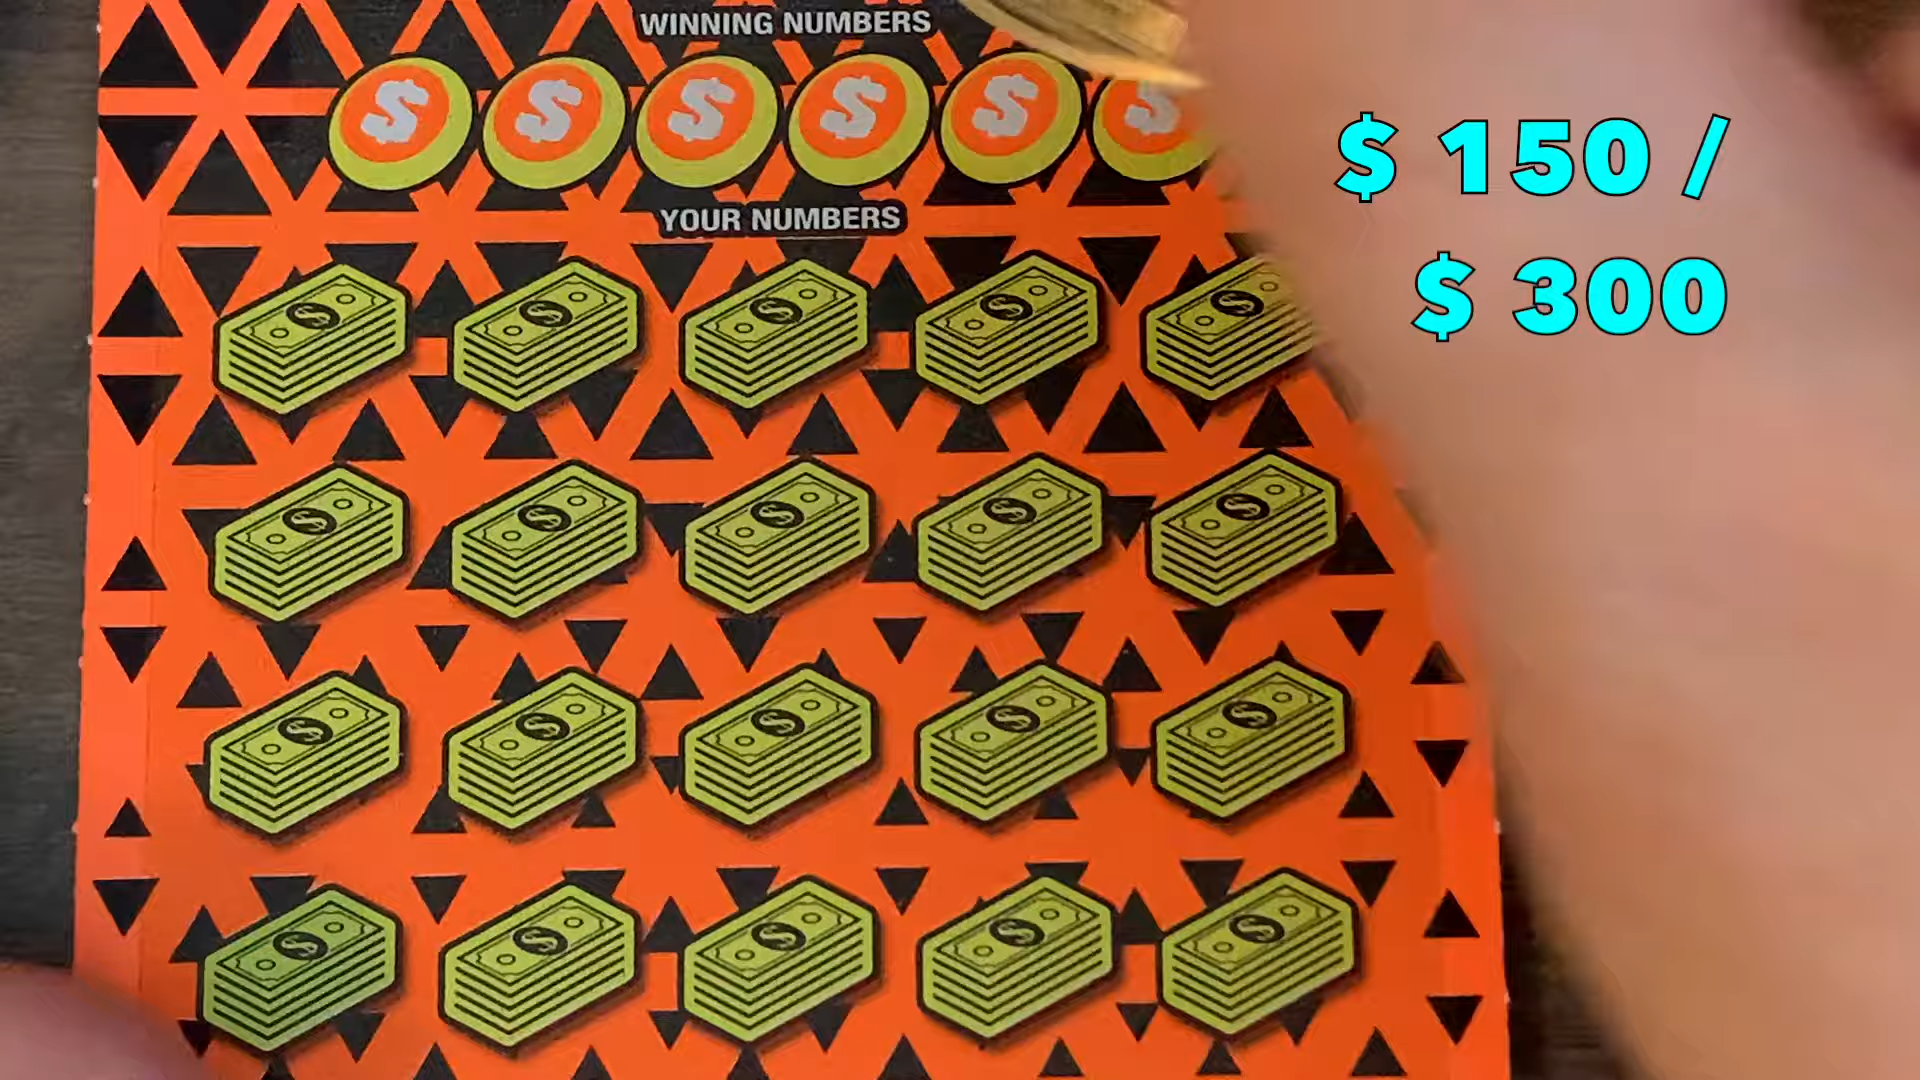 WINNING NUMBERS
$ $ $ $ $ $
$ 150 /
YOUR NUMBERS
$ 300
$ $ $ $ $
$ $ $ $ $
$ $ $ $ $
$ $ $ $ $